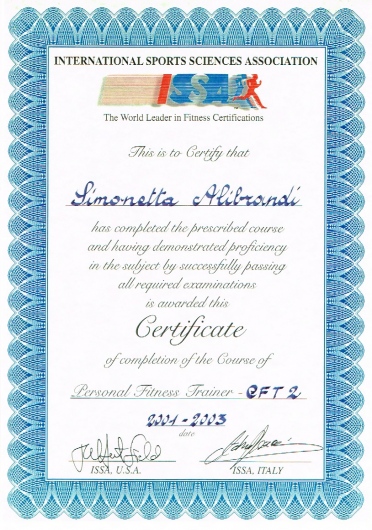 INTERNATIONAL SPORTS SCIENCES ASSOCIATION
ISSA
The World Leader in Fitness Certifications
This is to Certify that
Simonetta Alibrandi
has completed the prescribed course
and having demonstrated proficiency
in the subject by successfully passing
all required examinations
is awarded this
Certificate
of completion of the Course of
Personal Fitness Trainer - CFT 2
2001-2003
date
ISSA, U.S.A. ISSA, ITALY